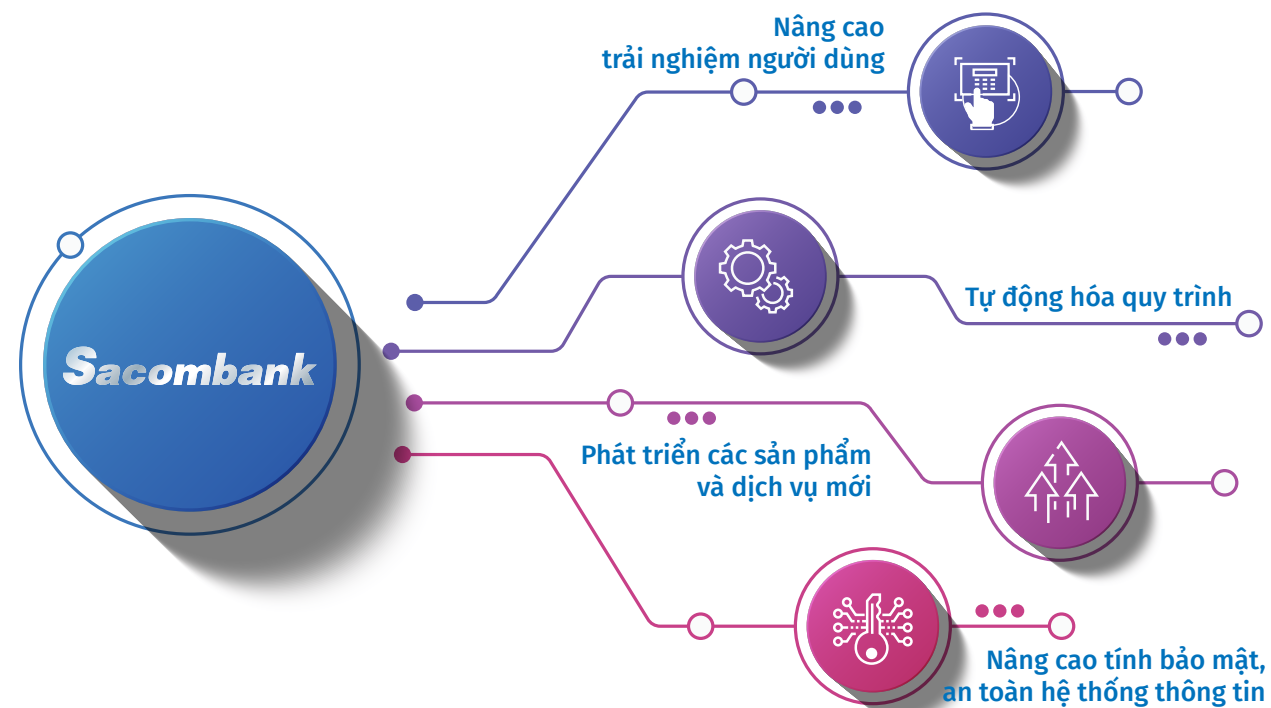 Nâng cao
trải nghiệm người dùng
Tự động hóa quy trình
Sacombank
Phát triển các sản phẩm
và dịch vụ mới
Nâng cao tính bảo mật,
an toàn hệ thống thông tin